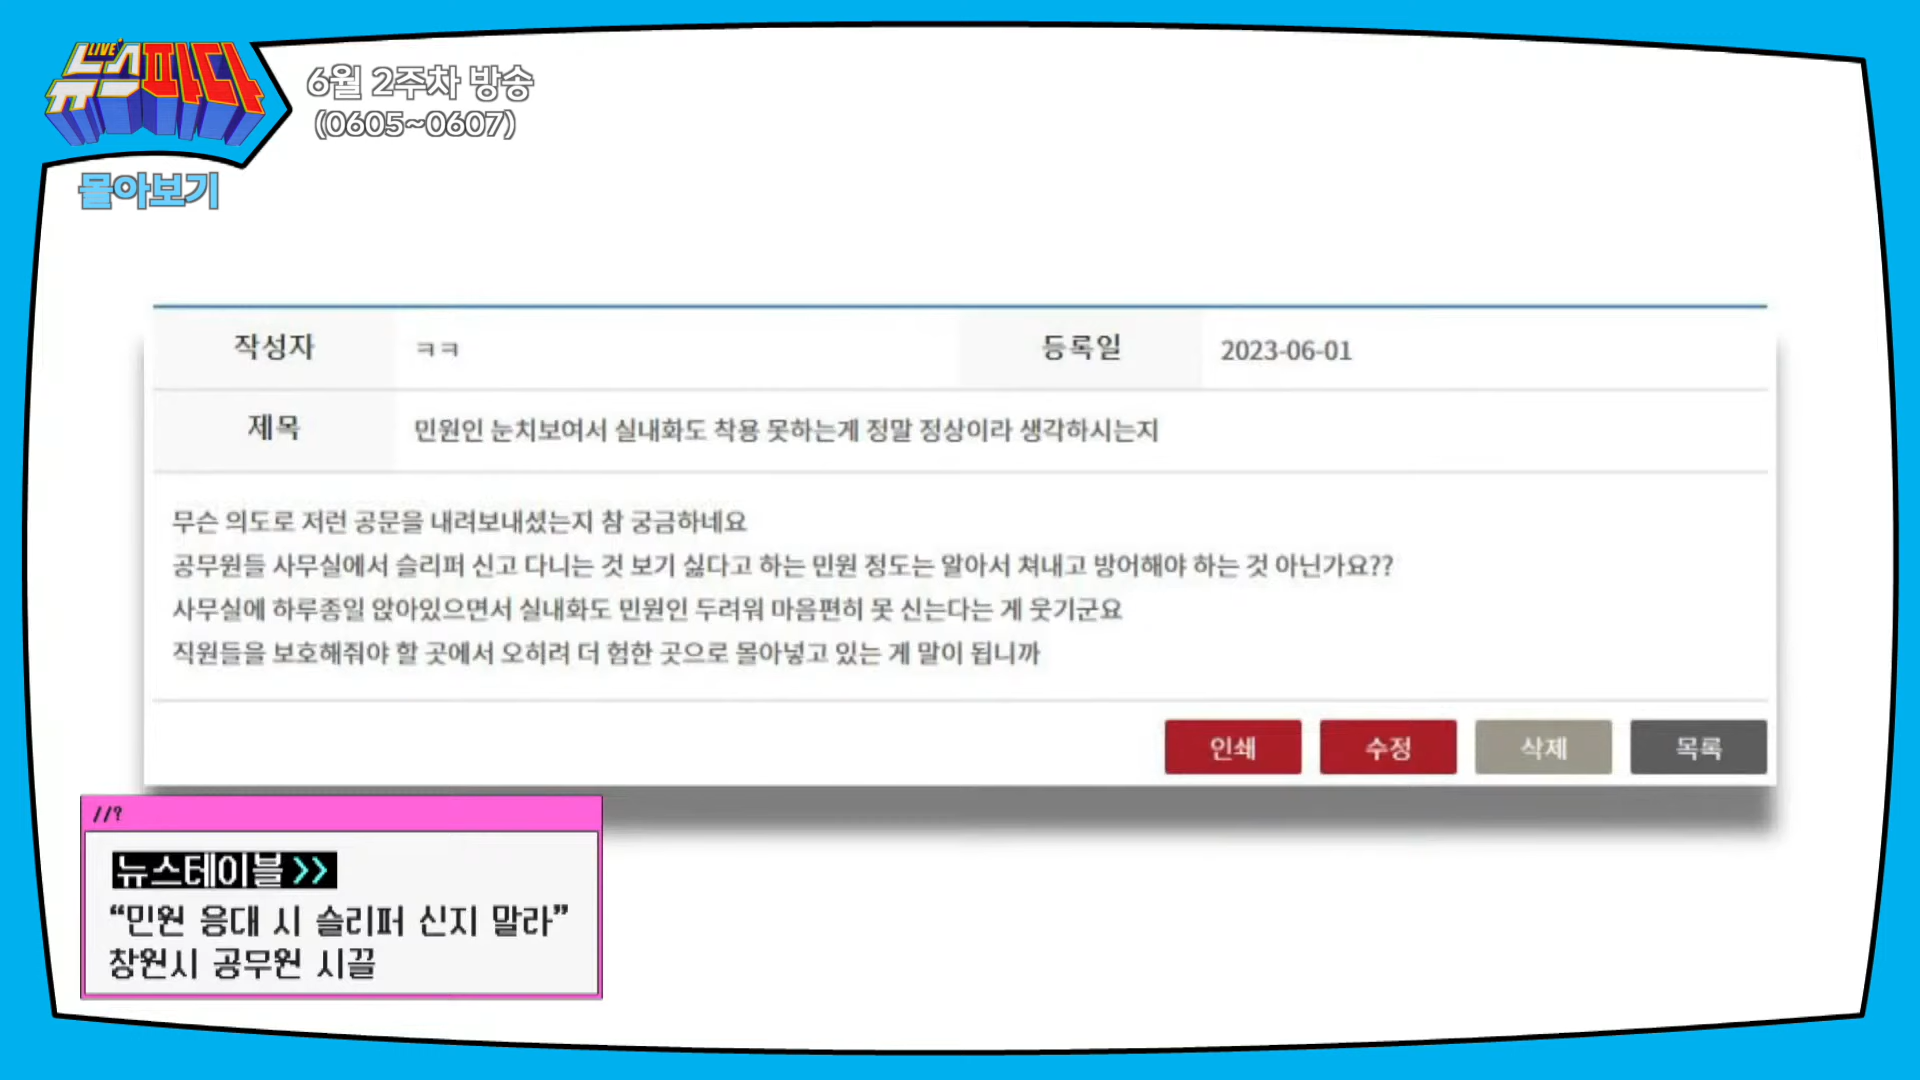 LIVE
뉴스파다
6월 2주차 방송
(0605~0607)
몰아보기
작성자 ㅋㅋ 등록일 2023-06-01
제목 민원인 눈치보여서 실내화도 착용 못하는게 정말 정상이라 생각하시는지
무슨 의도로 저런 공문을 내려보내셨는지 참 궁금하네요
공무원들 사무실에서 슬리퍼 신고 다니는 것 보기 싫다고 하는 민원 정도는 알아서 쳐내고 방어해야 하는 것 아닌가요??
사무실에 하루종일 앉아있으면서 실내화도 민원인 두려워 마음편히 못 신는다는 게 웃기군요
직원들을 보호해줘야 할 곳에서 오히려 더 험한 곳으로 몰아넣고 있는 게 말이 됩니까
인쇄 수정 삭제 목록
//?
뉴스테이블>>
“민원 응대 시 슬리퍼 신지 말라”
창원시 공무원 시끌